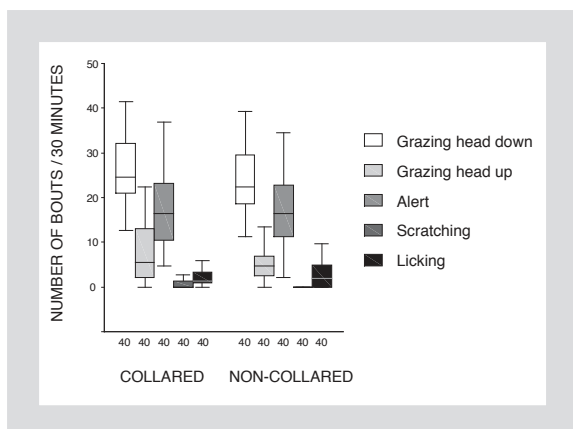 NUMBER OF BOUTS / 30 MINUTES
50
40
30
20
10
0
40 40 40 40 40
40 40 40 40 40
COLLARED
NON-COLLARED
Grazing head down
Grazing head up
Alert
Scratching
Licking